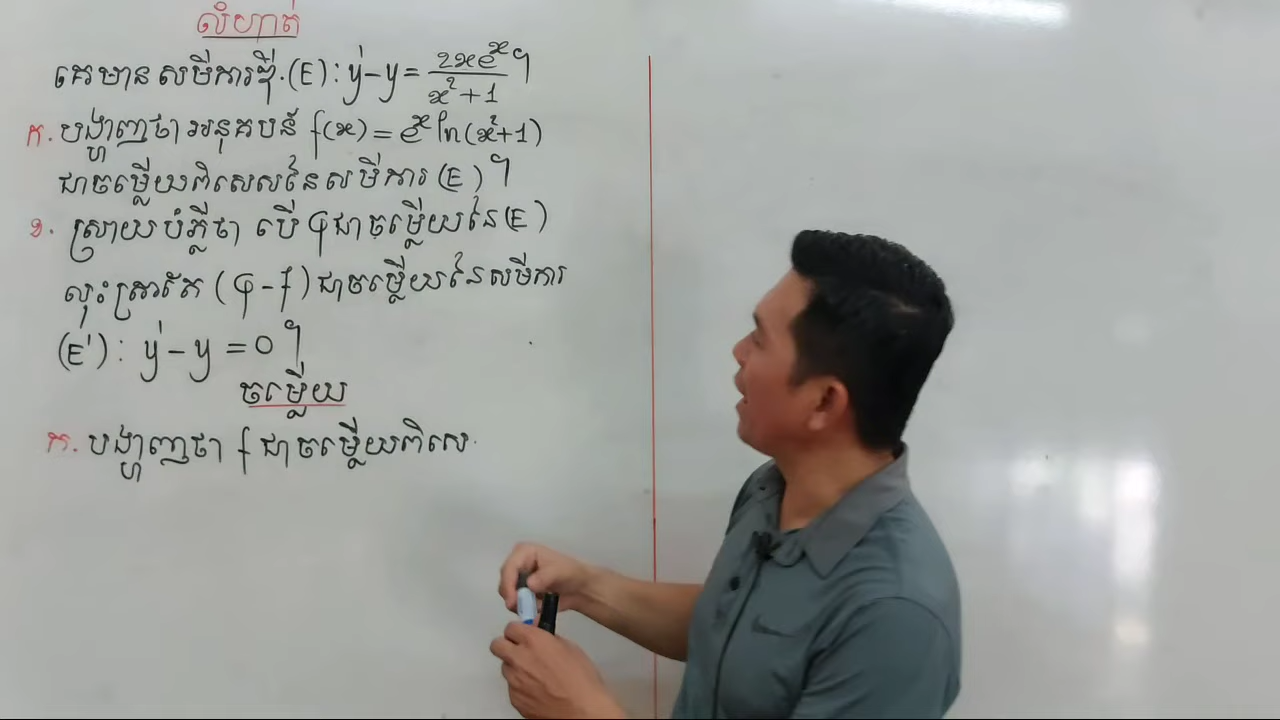 លំហាត់
គេមានសមីការឌី.(E): y' - y = 2xe^x / (x² + 1) ។
ក. បង្ហាញថាអនុគមន៍ f(x) = e^x ln(x²+1)
ជាចម្លើយពិសេសនៃសមីការ (E) ។
ខ. ស្រាយបំភ្លឺថា បើ φ ជាចម្លើយនៃ (E)
លុះត្រាតែ (φ - f) ជាចម្លើយនៃសមីការ
(E'): y' - y = 0 ។
ចម្លើយ
ក. បង្ហាញថា f ជាចម្លើយពិសេ